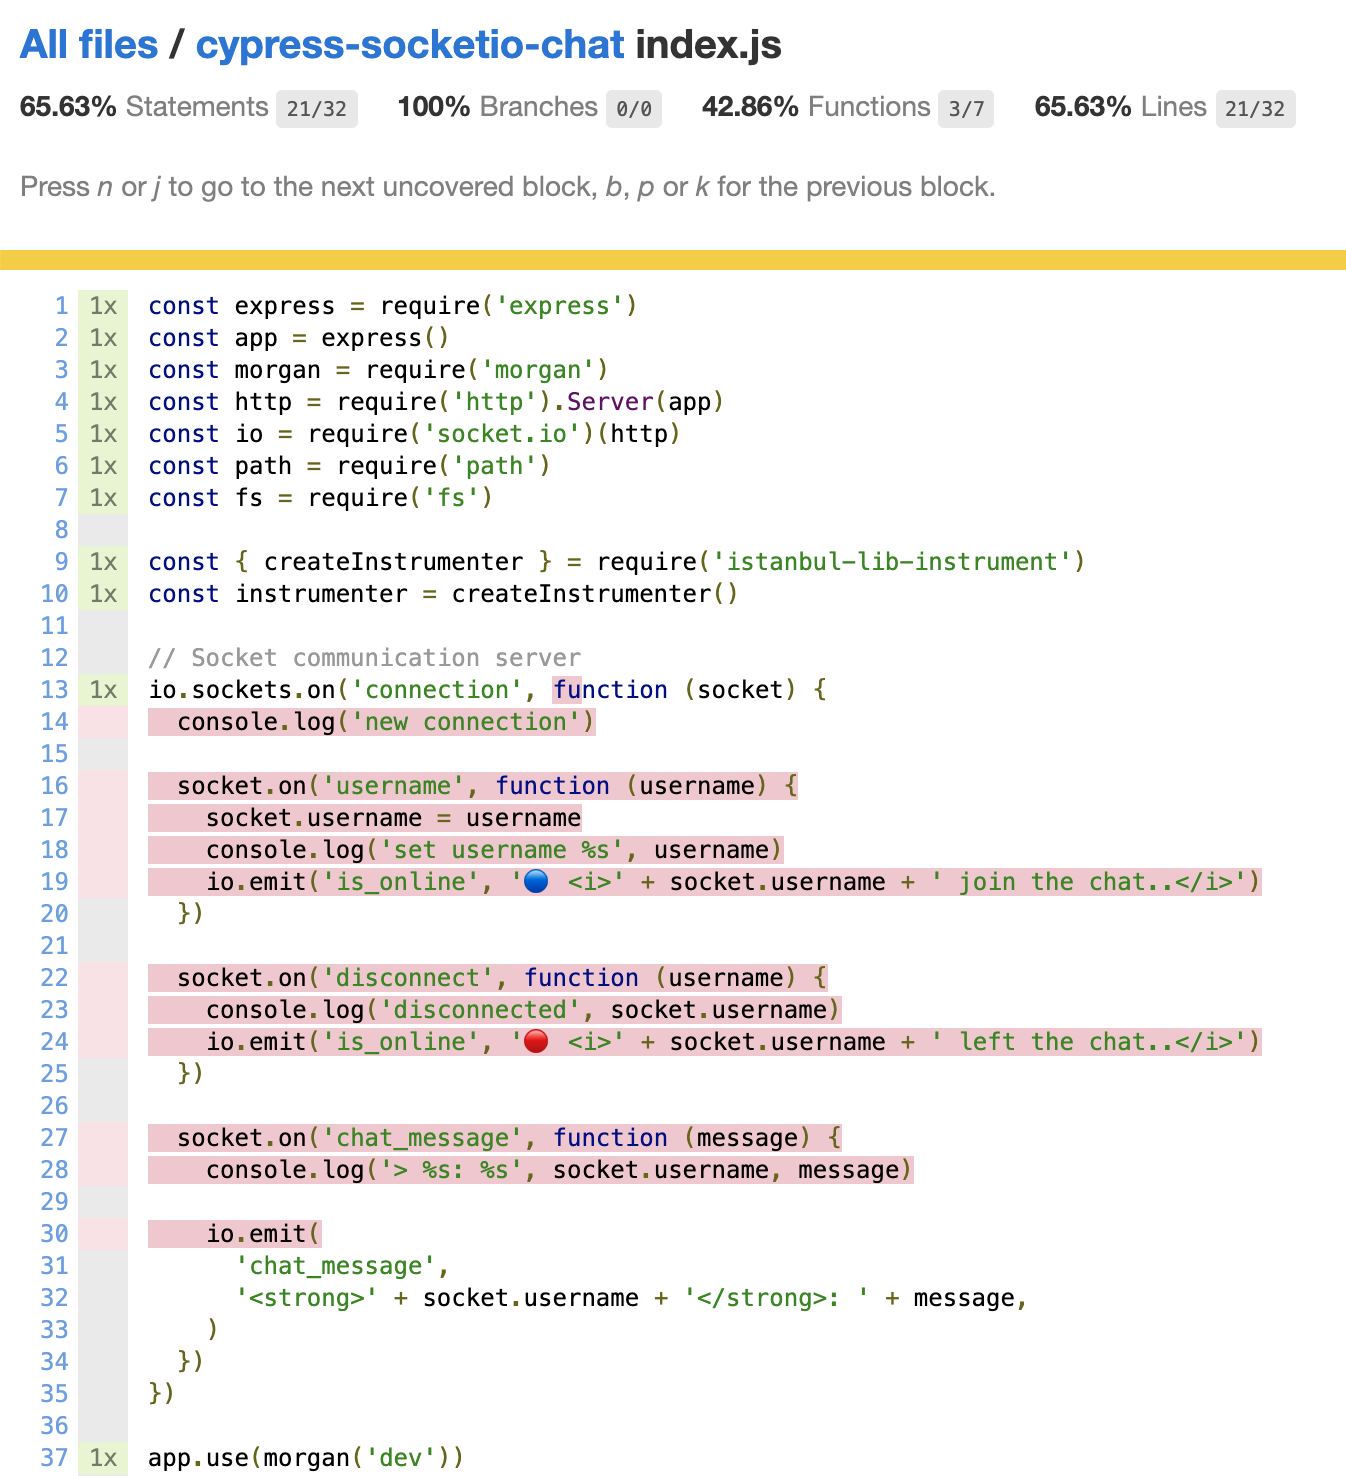 All files / cypress-socketio-chat index.js
65.63% Statements 21/32 100% Branches 0/0 42.86% Functions 3/7 65.63% Lines 21/32
Press n or j to go to the next uncovered block, b, p or k for the previous block.
1 1x const express = require('express')
2 1x const app = express()
3 1x const morgan = require('morgan')
4 1x const http = require('http').Server(app)
5 1x const io = require('socket.io')(http)
6 1x const path = require('path')
7 1x const fs = require('fs')
8
9 1x const { createInstrumenter } = require('istanbul-lib-instrument')
10 1x const instrumenter = createInstrumenter()
11
12 // Socket communication server
13 1x io.sockets.on('connection', function (socket) {
14   console.log('new connection')
15
16   socket.on('username', function (username) {
17     socket.username = username
18     console.log('set username %s', username)
19     io.emit('is_online', '🔵 <i>' + socket.username + ' join the chat..</i>')
20   })
21
22   socket.on('disconnect', function (username) {
23     console.log('disconnected', socket.username)
24     io.emit('is_online', '🔴 <i>' + socket.username + ' left the chat..</i>')
25   })
26
27   socket.on('chat_message', function (message) {
28     console.log('> %s: %s', socket.username, message)
29
30     io.emit(
31       'chat_message',
32       '<strong>' + socket.username + '</strong>: ' + message,
33     )
34   })
35 })
36
37 1x app.use(morgan('dev'))